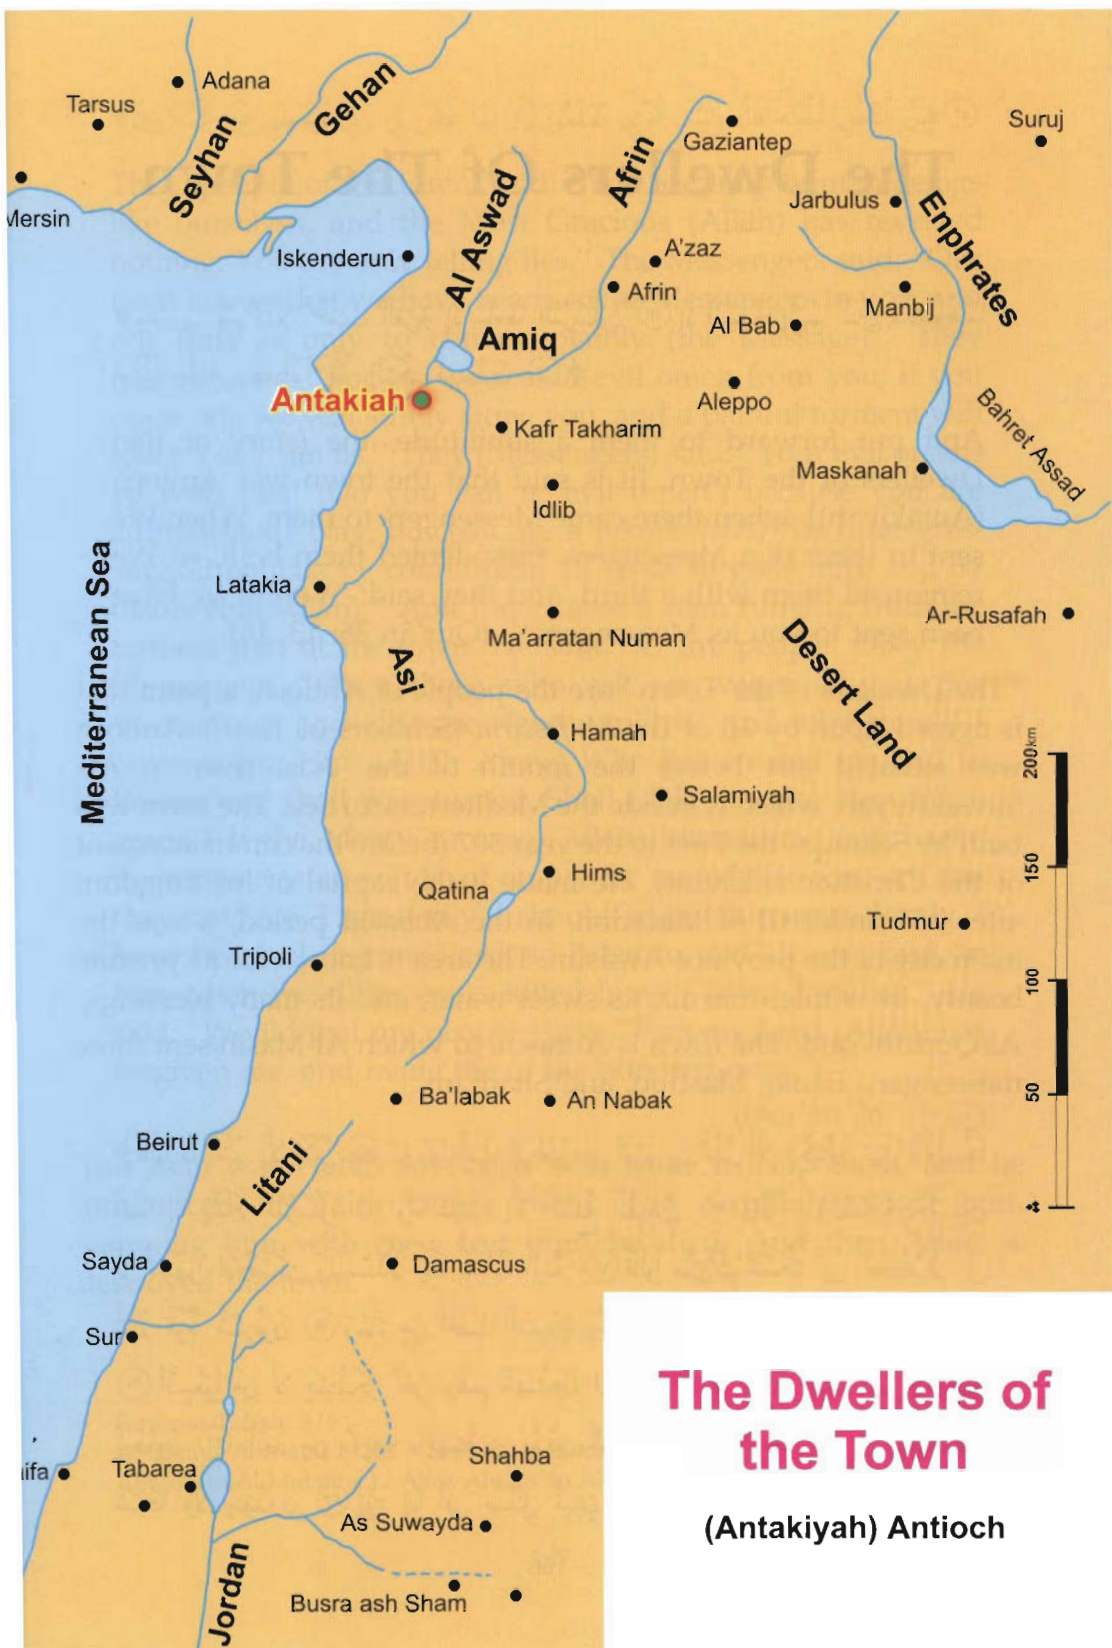 Adana
Tarsus
Gehan
Seyhan
Mersin
Gaziantep
Suruj
Afrin
Jarbulus
Enphrates
Iskenderun
Al Aswad
A'zaz
Afrin
Manbij
Al Bab
Amiq
Antakiah
Aleppo
Bahret Assad
Kafr Takharim
Maskanah
Idlib
Mediterranean Sea
Latakia
Ma'arratan Numan
Ar-Rusafah
Asi
Desert Land
Hamah
Salamiyah
200km
150
100
50
Hims
Qatina
Tudmur
Tripoli
Ba'labak
An Nabak
Beirut
Litani
Sayda
Damascus
Sur
The Dwellers of
the Town
(Antakiyah) Antioch
ifa
Tabarea
Shahba
As Suwayda
Busra ash Sham
Jordan